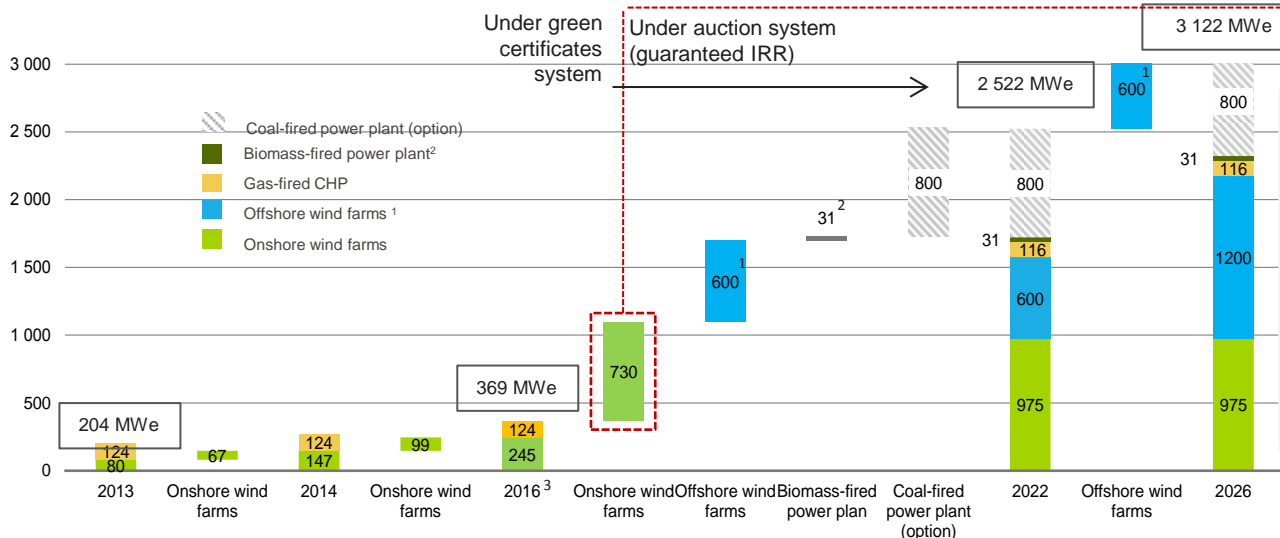 Under green
certificates
system
Under auction system
(guaranteed IRR)
3 122 MWe
2 522 MWe
369 MWe
204 MWe
3 000
2 500
2 000
1 500
1 000
500
0
Coal-fired power plant (option)
Biomass-fired power plant²
Gas-fired CHP
Offshore wind farms ¹
Onshore wind farms
124
80
67
124
147
99
124
245
730
600 1
31 2
800
800
31
116
600
975
600 1
800
31
116
1200
975
2013
Onshore wind
farms
2014
Onshore wind
farms
2016 3
Onshore wind
farms
Offshore wind
farms
Biomass-fired
power plan
Coal-fired
power plant
(option)
2022
Offshore wind
farms
2026